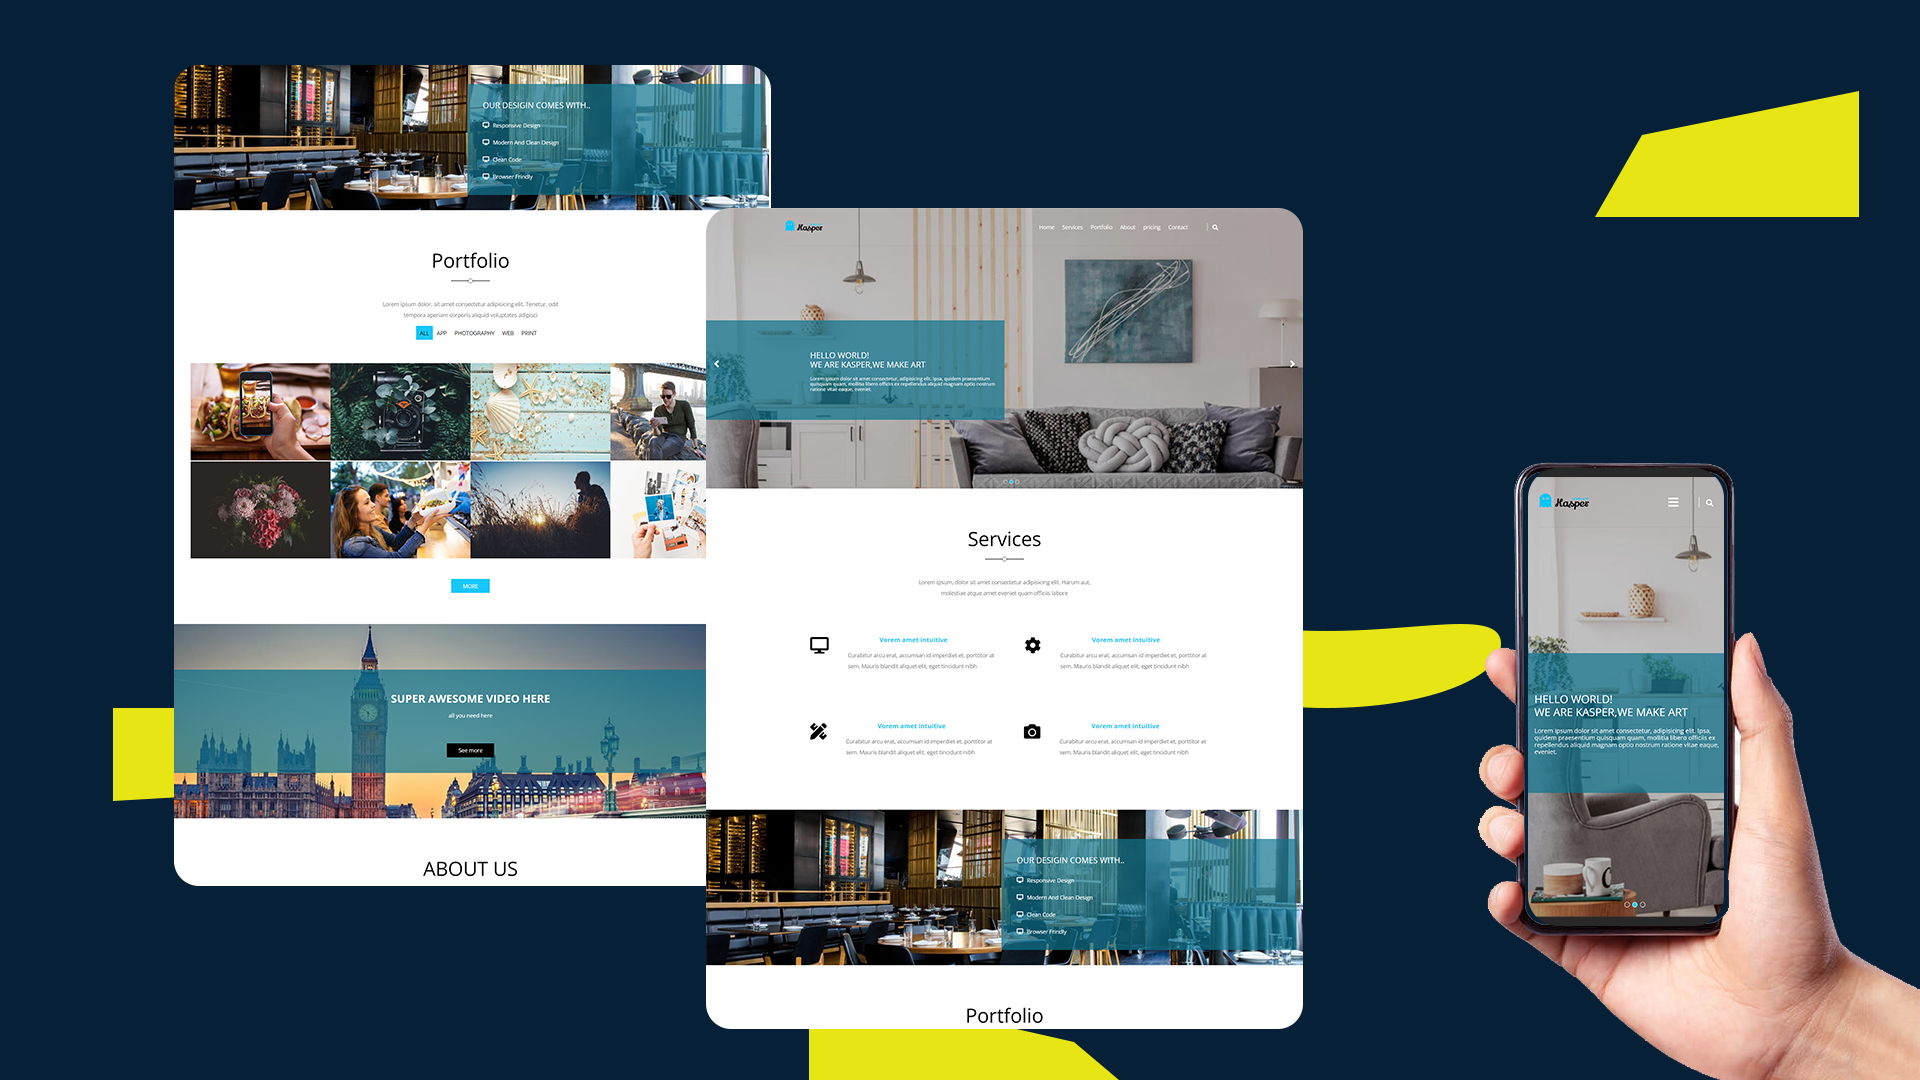 OUR DESIGIN COMES WITH..
Responsive Design
Modern And Clean Design
Clean Code
Browser Frindly
Portfolio
Lorem ipsum dolor, sit amet consectetur adipisicing elit. Tenetur, odit
tempora aperiam corporis aliquid voluptates adipisci
ALL APP PHOTOGRAPHY WEB PRINT
MORE
SUPER AWESOME VIDEO HERE
all you need here
See more
ABOUT US
Kasper
Home Services Portfolio About pricing Contact
HELLO WORLD!
WE ARE KASPER,WE MAKE ART
Lorem ipsum dolor sit amet consectetur, adipisicing elit. Ipsa, quidem praesentium
quisquam quam, mollitia libero officiis ex repellendus aliquid magnam optio nostrum
ratione vitae eaque, eveniet.
Services
Lorem ipsum, dolor sit amet consectetur adipisicing elit. Harum aut,
molestiae atque amet eveniet quam officiis labore
Vorem amet intuitive
Curabitur arcu erat, accumsan id imperdiet et, porttitor at
sem. Mauris blandit aliquet elit, eget tincidunt nibh
Vorem amet intuitive
Curabitur arcu erat, accumsan id imperdiet et, porttitor at
sem. Mauris blandit aliquet elit, eget tincidunt nibh
Vorem amet intuitive
Curabitur arcu erat, accumsan id imperdiet et, porttitor at
sem. Mauris blandit aliquet elit, eget tincidunt nibh
Vorem amet intuitive
Curabitur arcu erat, accumsan id imperdiet et, porttitor at
sem. Mauris blandit aliquet elit, eget tincidunt nibh
OUR DESIGIN COMES WITH..
Responsive Design
Modern And Clean Design
Clean Code
Browser Frindly
Portfolio
Kasper
HELLO WORLD!
WE ARE KASPER,WE MAKE ART
Lorem ipsum dolor sit amet consectetur, adipisicing elit. Ipsa,
quidem praesentium quisquam quam, mollitia libero officiis ex
repellendus aliquid magnam optio nostrum ratione vitae eaque,
eveniet.